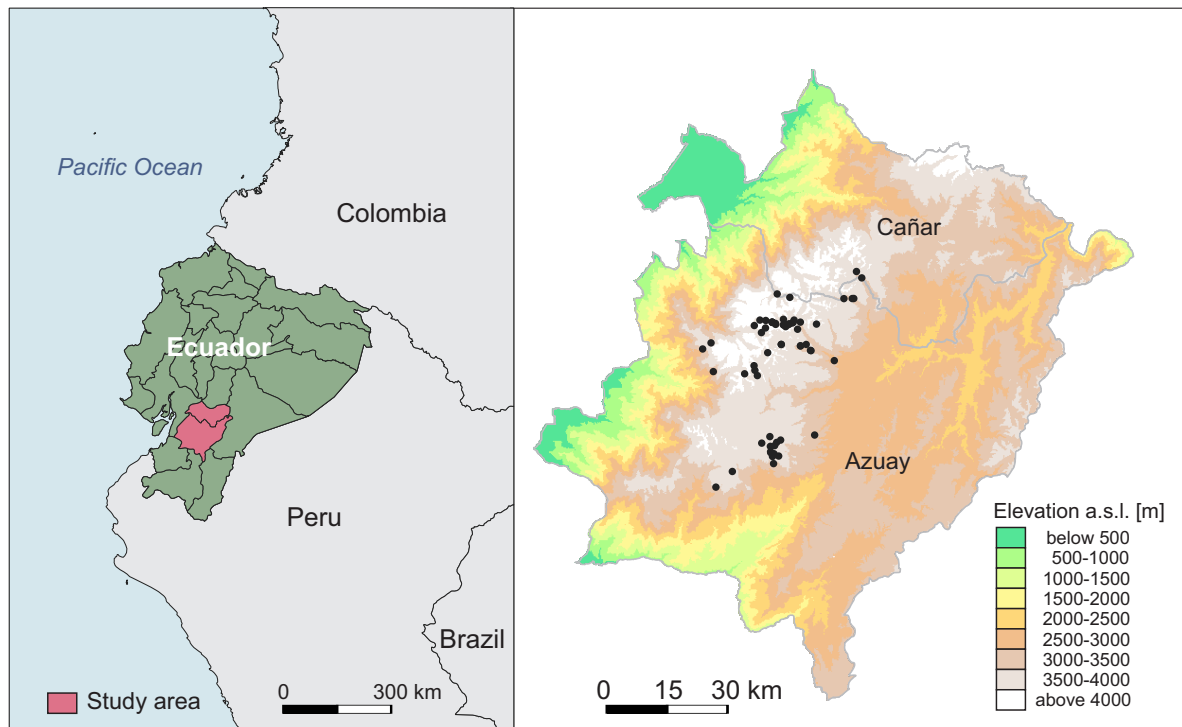 Pacific Ocean
Colombia
Ecuador
Peru
Brazil
Study area
0 300 km
Cañar
Azuay
Elevation a.s.l. [m]
below 500
500-1000
1000-1500
1500-2000
2000-2500
2500-3000
3000-3500
3500-4000
above 4000
0 15 30 km